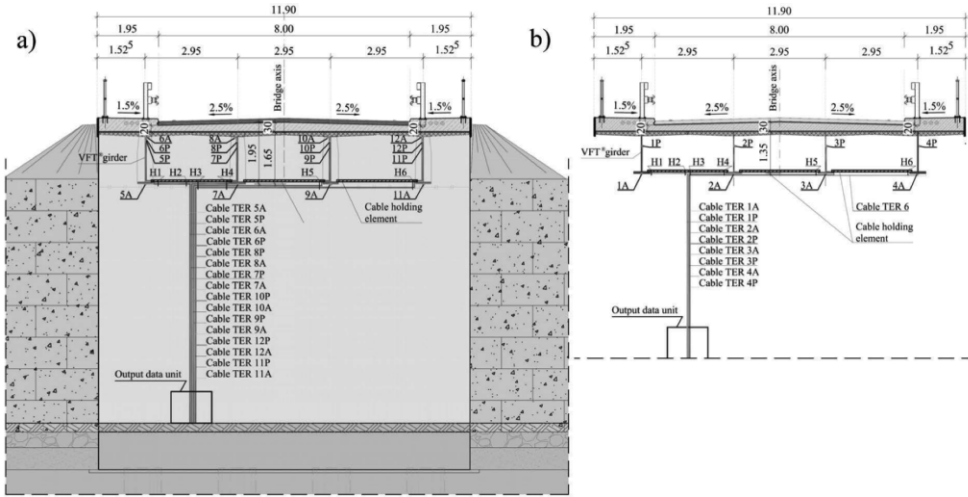 a)
11.90
1.95
8.00
1.95
1.52⁵
2.95
2.95
2.95
1.52⁵
Bridge axis
1.5%
2.5%
2.5%
1.5%
20
30
20
6A
6P
5P
8A
8P
7P
10A
10P
9P
12A
12P
11P
1.95
1.65
VFT® girder
H1
H2
H3
H4
H5
H6
5A
7A
9A
11A
Cable holding
element
Cable TER 5A
Cable TER 5P
Cable TER 6A
Cable TER 6P
Cable TER 8P
Cable TER 8A
Cable TER 7P
Cable TER 7A
Cable TER 10P
Cable TER 10A
Cable TER 9P
Cable TER 9A
Cable TER 12P
Cable TER 12A
Cable TER 11P
Cable TER 11A
Output data unit
b)
11.90
1.95
8.00
1.95
1.52⁵
2.95
2.95
2.95
1.52⁵
Bridge axis
1.5%
2.5%
2.5%
1.5%
20
30
20
1P
2P
3P
4P
1.35
VFT® girder
H1
H2
H3
H4
H5
H6
1A
2A
3A
4A
Cable TER 6
Cable holding
element
Cable TER 1A
Cable TER 1P
Cable TER 2A
Cable TER 2P
Cable TER 3A
Cable TER 3P
Cable TER 4A
Cable TER 4P
Output data unit